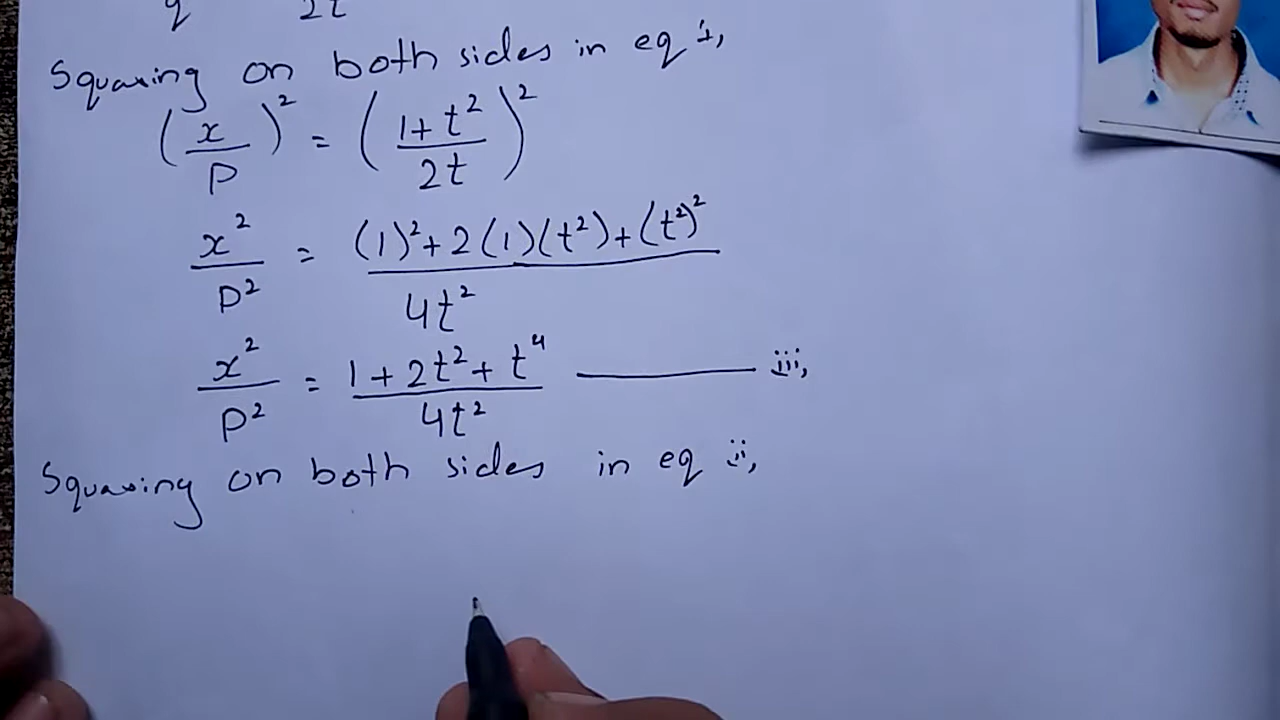 q 2t
Squaring on both sides in eq i,
(x/P)² = (1+t²/2t)²
x²/P² = (1)²+2(1)(t²)+(t²)²/4t²
x²/P² = 1+2t²+t⁴/4t² ——— iii,
Squaring on both sides in eq ii,